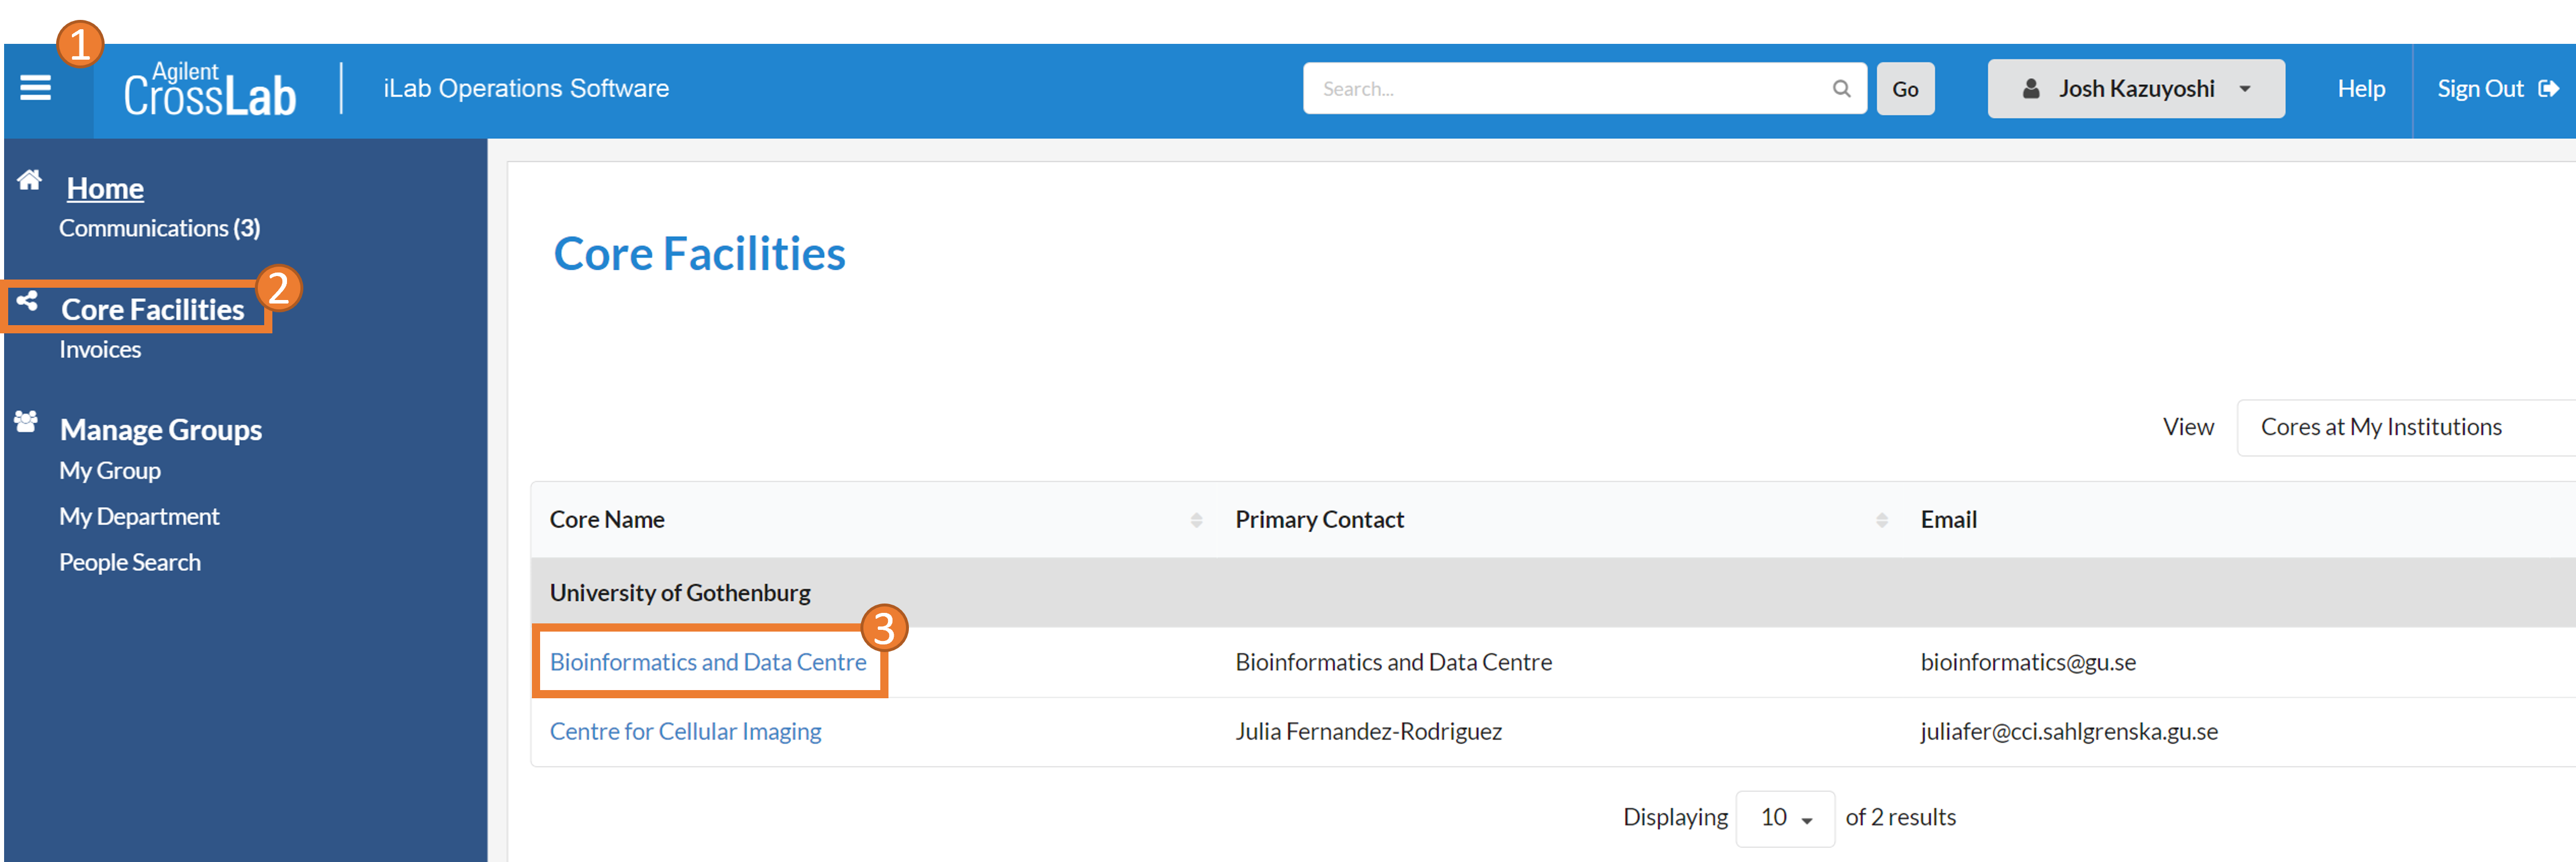 1
Agilent
CrossLab
iLab Operations Software
Search...
Go
Josh Kazuyoshi
Help
Sign Out
Home
Communications (3)
2
Core Facilities
Invoices
Manage Groups
My Group
My Department
People Search
Core Facilities
View Cores at My Institutions
Core Name Primary Contact Email
University of Gothenburg
3
Bioinformatics and Data Centre Bioinformatics and Data Centre bioinformatics@gu.se
Centre for Cellular Imaging Julia Fernandez-Rodriguez juliafer@cci.sahlgrenska.gu.se
Displaying 10 of 2 results